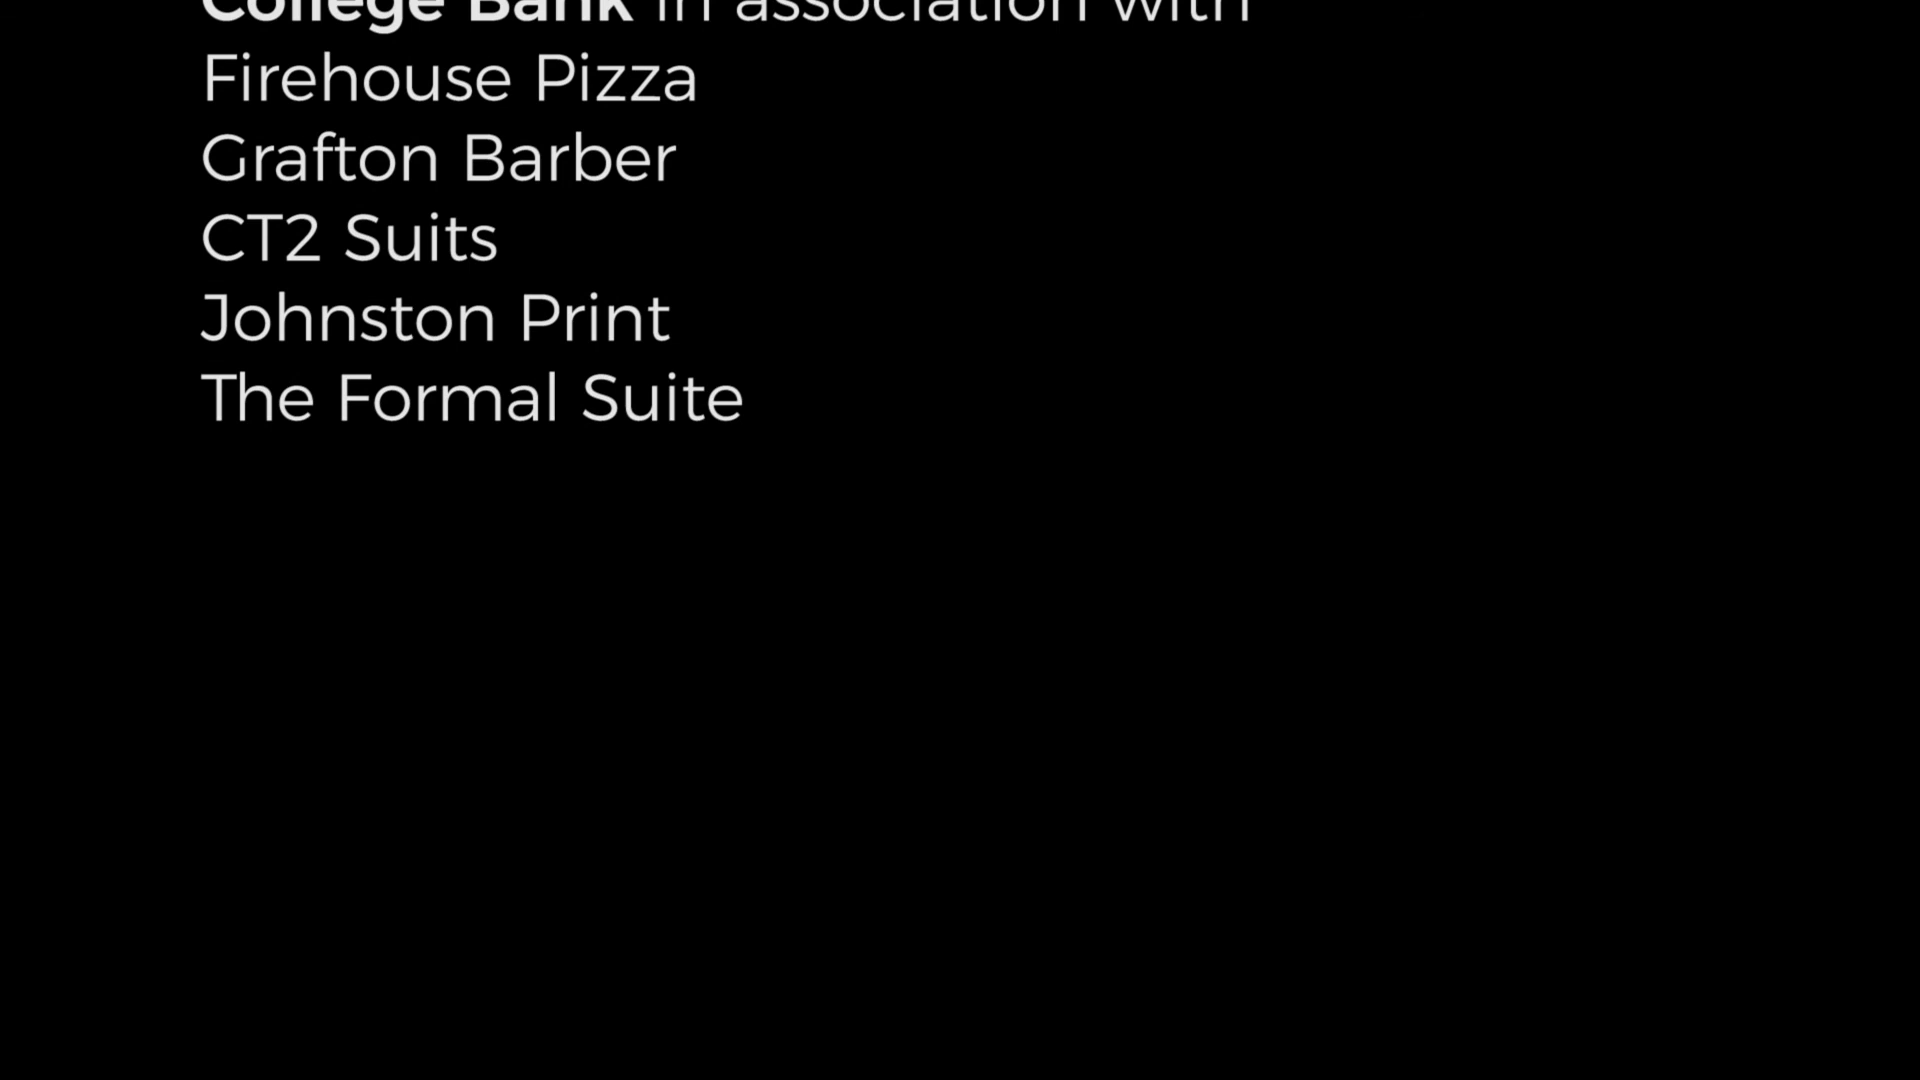 College Bank in association with
Firehouse Pizza
Grafton Barber
CT2 Suits
Johnston Print
The Formal Suite